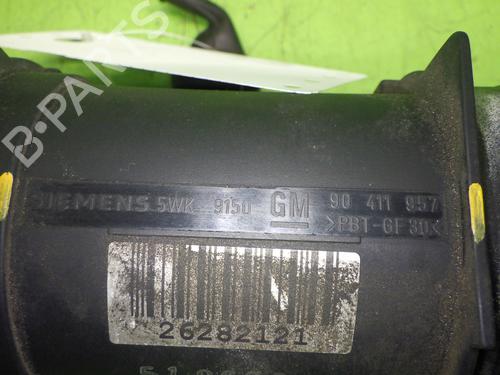 B-PARTS
SIEMENS 5WK 9150 GM 90 411 957
>PBT-GF30<
26282121